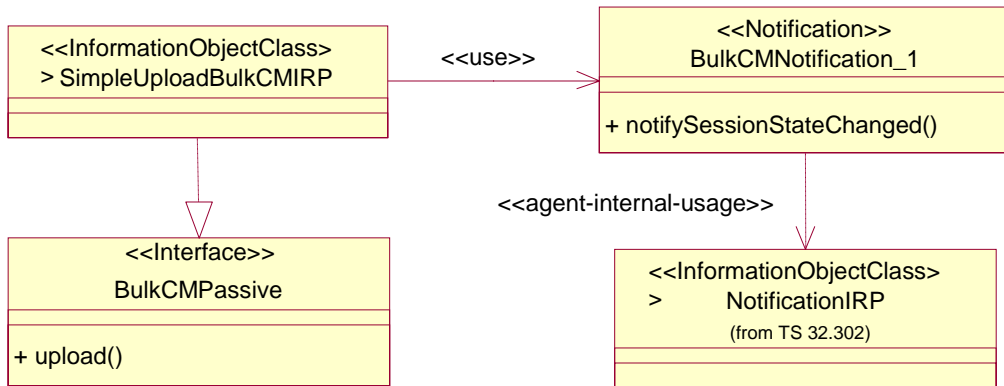 <<InformationObjectClass>
> SimpleUploadBulkCMIRP
<<use>>
<<Notification>>
BulkCMNotification_1
+ notifySessionStateChanged()
<<agent-internal-usage>>
<<Interface>>
BulkCMPassive
+ upload()
<<InformationObjectClass>
> NotificationIRP
(from TS 32.302)